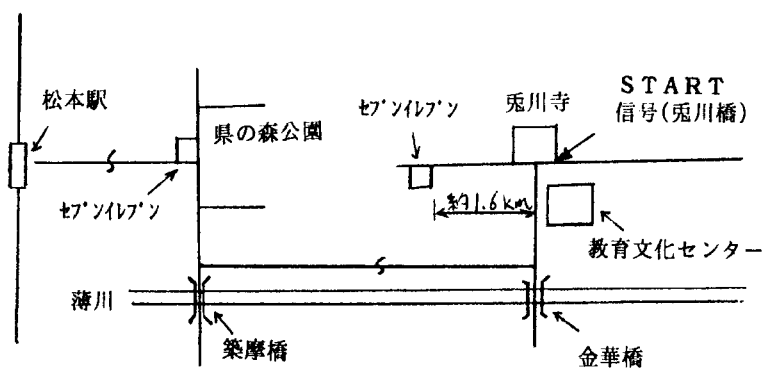 START
松本駅
セブンイレブン
兎川寺
信号(兎川橋)
県の森公園
セブンイレブン
約1.6km
教育文化センター
薄川
築摩橋
金華橋